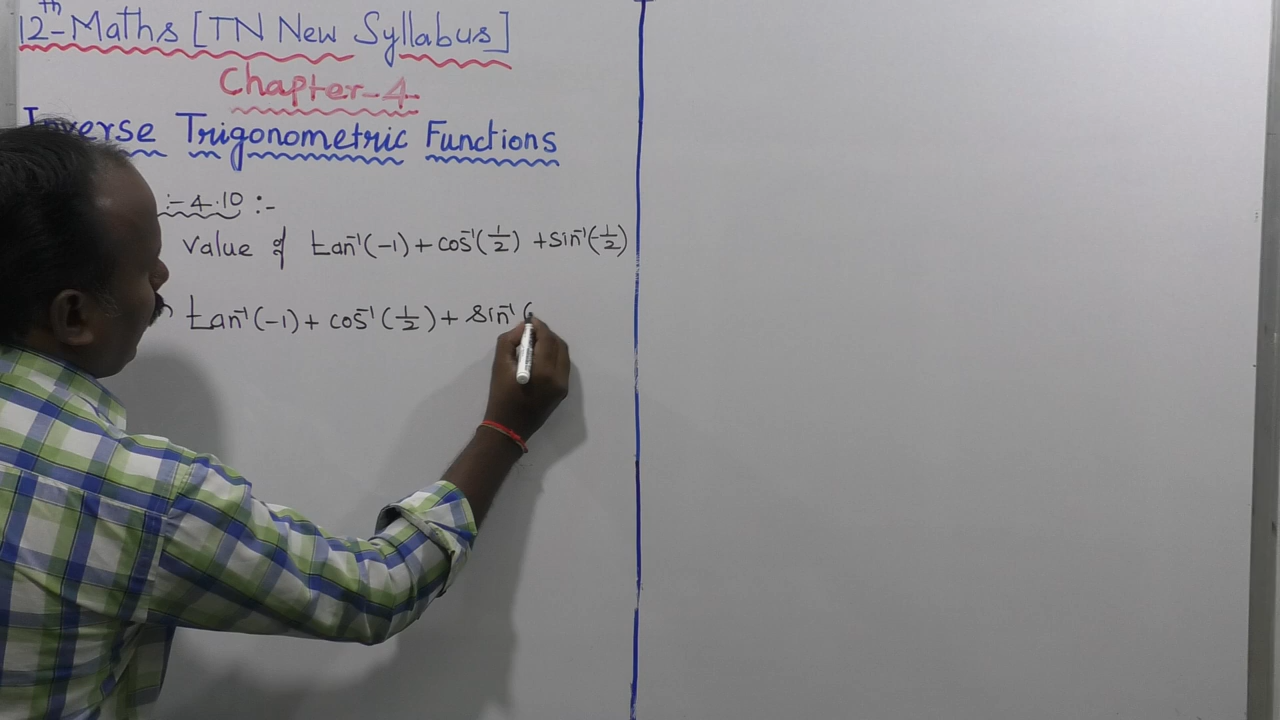 12th-Maths [TN New Syllabus]
Chapter-4
Inverse Trigonometric Functions
:- 4.10 :-
Value of tan⁻¹(-1) + cos⁻¹(1/2) + sin⁻¹(-1/2)
tan⁻¹(-1) + cos⁻¹(1/2) + sin⁻¹(